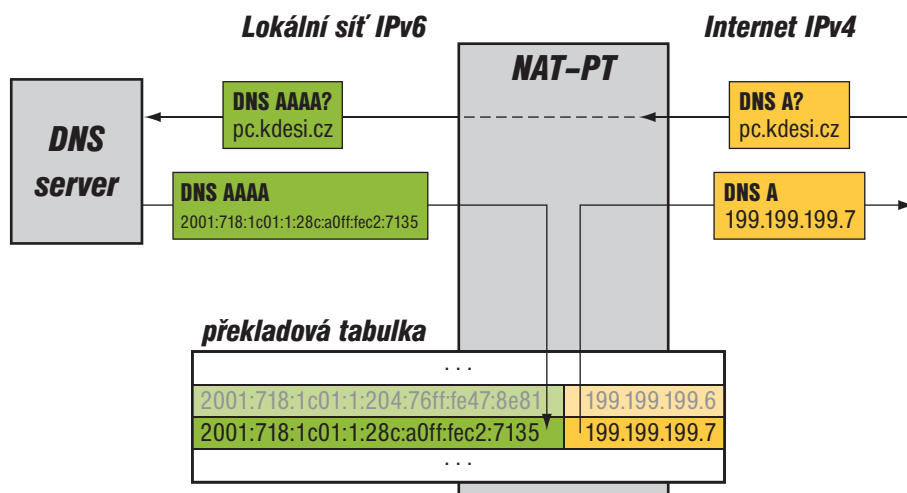 Lokální síť IPv6
Internet IPv4
NAT–PT
DNS server
DNS AAAA?
pc.kdesi.cz
DNS A?
pc.kdesi.cz
DNS AAAA
2001:718:1c01:1:28c:a0ff:fec2:7135
DNS A
199.199.199.7
překladová tabulka
. . .
2001:718:1c01:1:204:76ff:fe47:8e81 199.199.199.6
2001:718:1c01:1:28c:a0ff:fec2:7135 199.199.199.7
. . .